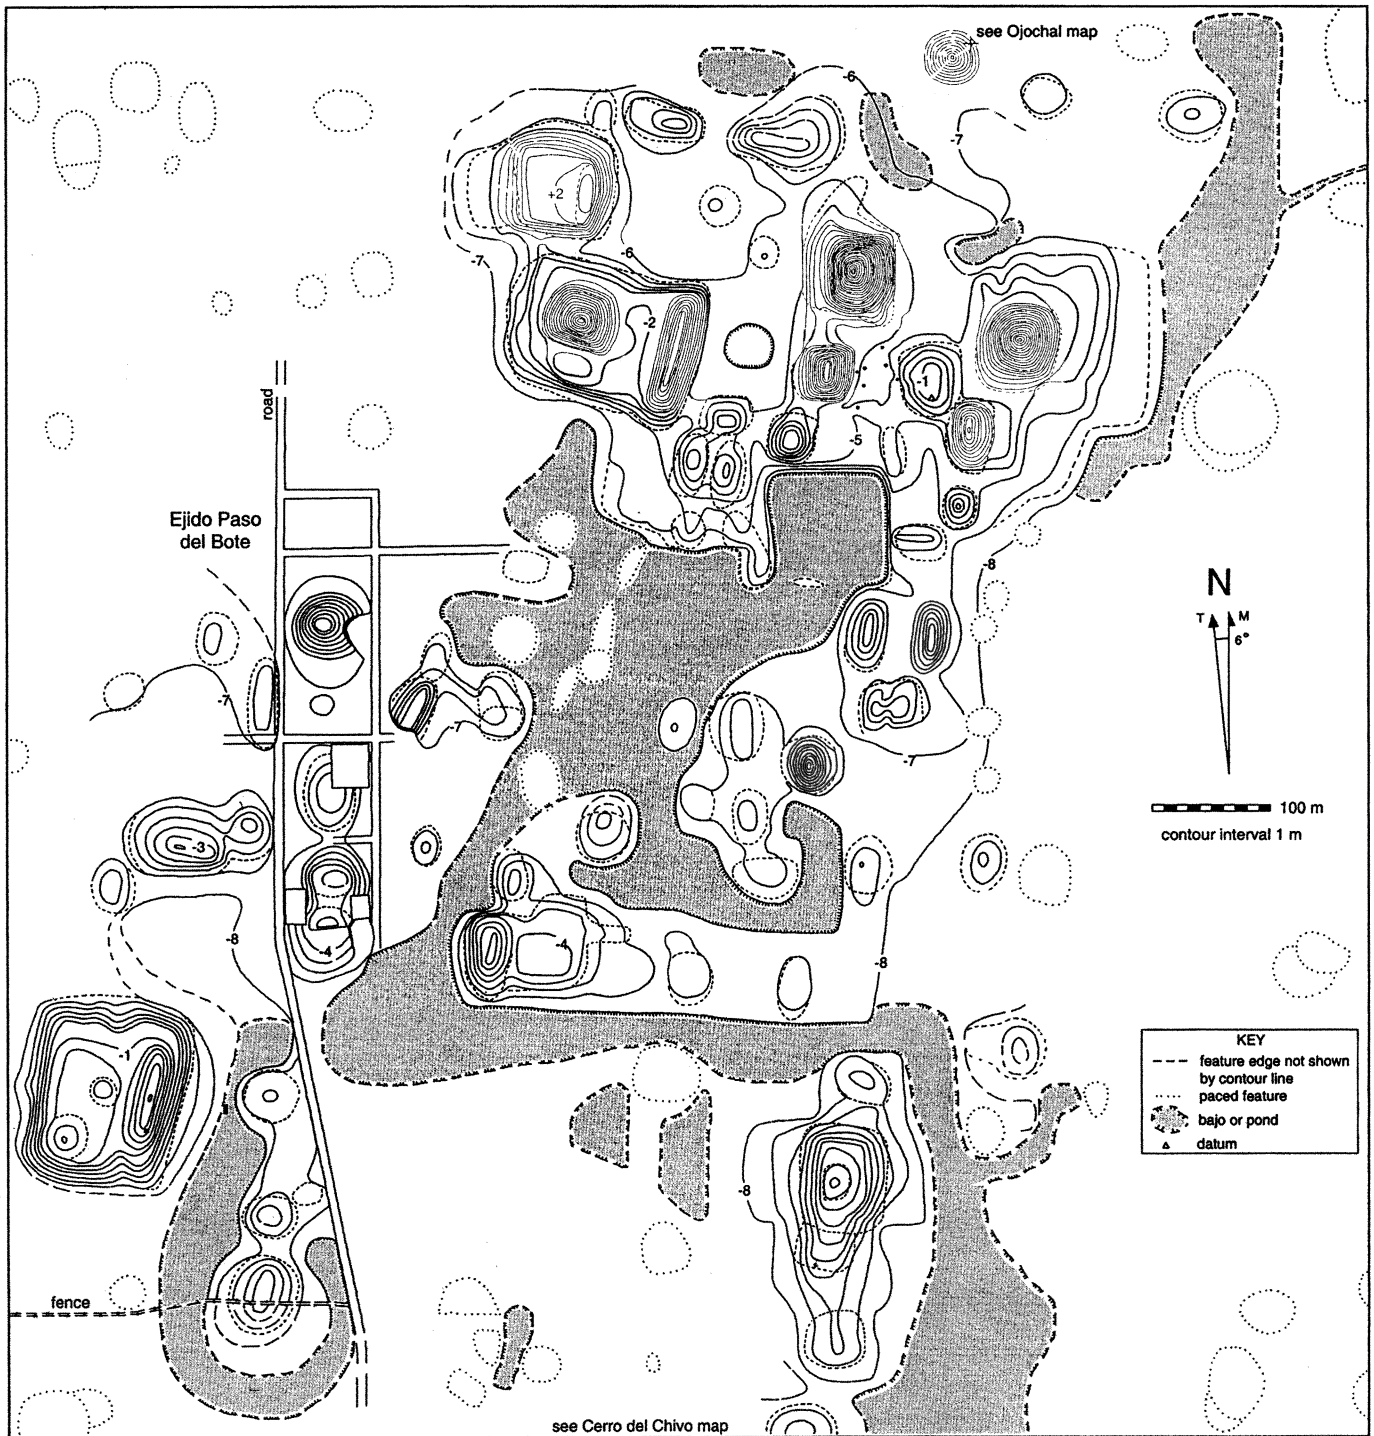 see Ojochal map
-6
-7
+2
-6
-7
-2
-1
road
-5
Ejido Paso
del Bote
-8
N
T M
6°
-7
-7
-7
100 m
contour interval 1 m
-3
-8
-4
-4
-8
KEY
feature edge not shown
by contour line
paced feature
bajo or pond
datum
-1
-8
fence
see Cerro del Chivo map